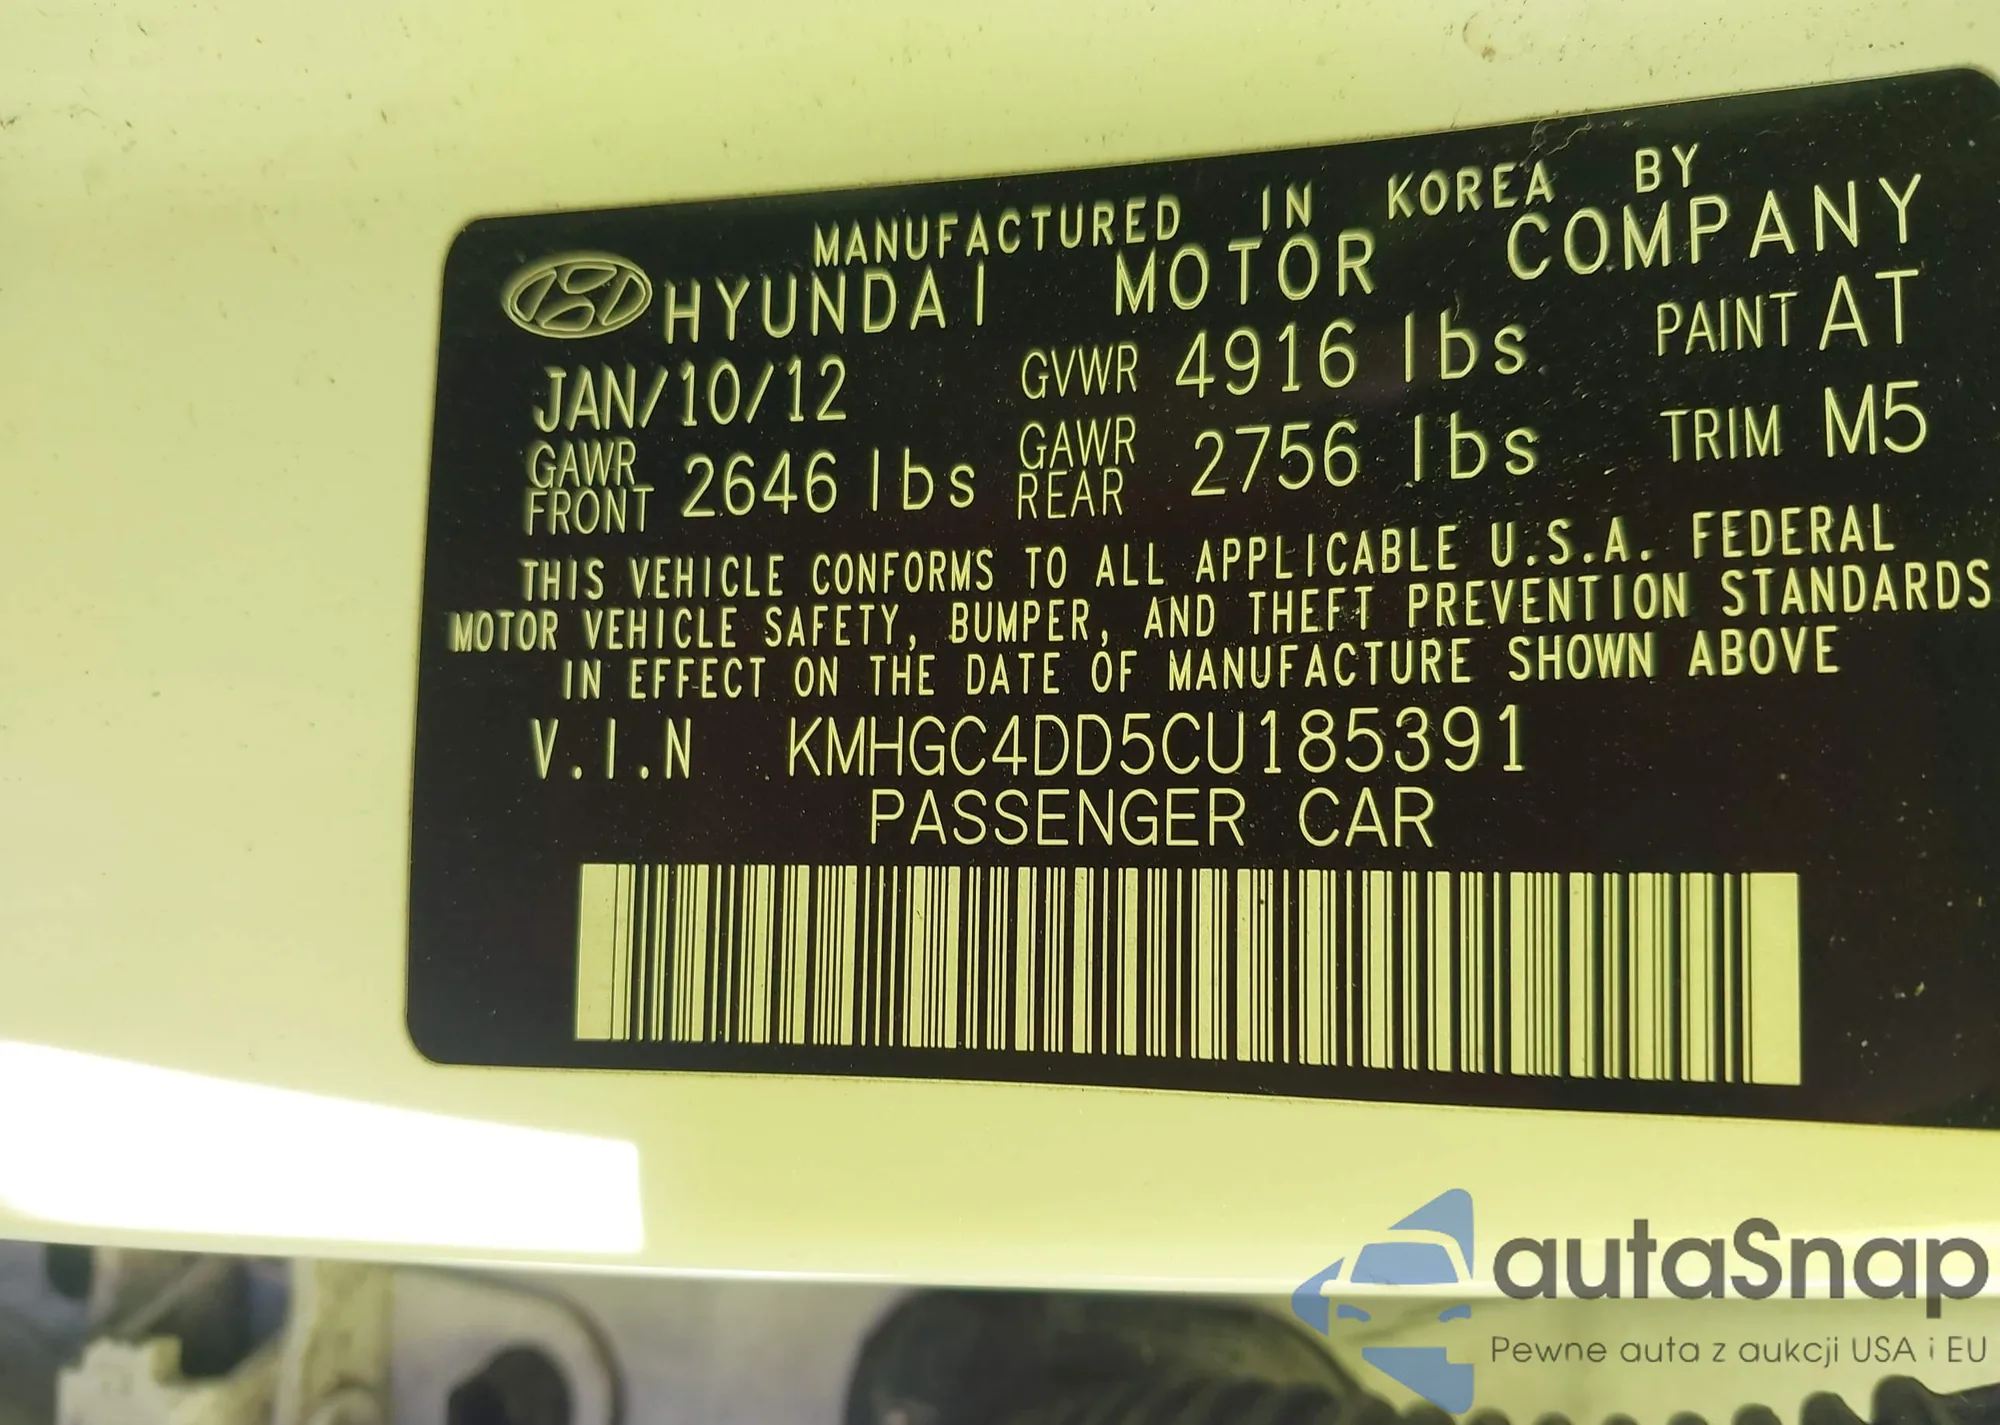 MANUFACTURED IN KOREA BY
HYUNDAI MOTOR COMPANY
JAN/10/12 GVWR 4916 lbs PAINT AT
GAWR FRONT 2646 lbs GAWR REAR 2756 lbs TRIM M5
THIS VEHICLE CONFORMS TO ALL APPLICABLE U.S.A. FEDERAL
MOTOR VEHICLE SAFETY, BUMPER, AND THEFT PREVENTION STANDARDS
IN EFFECT ON THE DATE OF MANUFACTURE SHOWN ABOVE
V.I.N KMHGC4DD5CU185391
PASSENGER CAR
autaSnap
Pewne auta z aukcji USA i EU